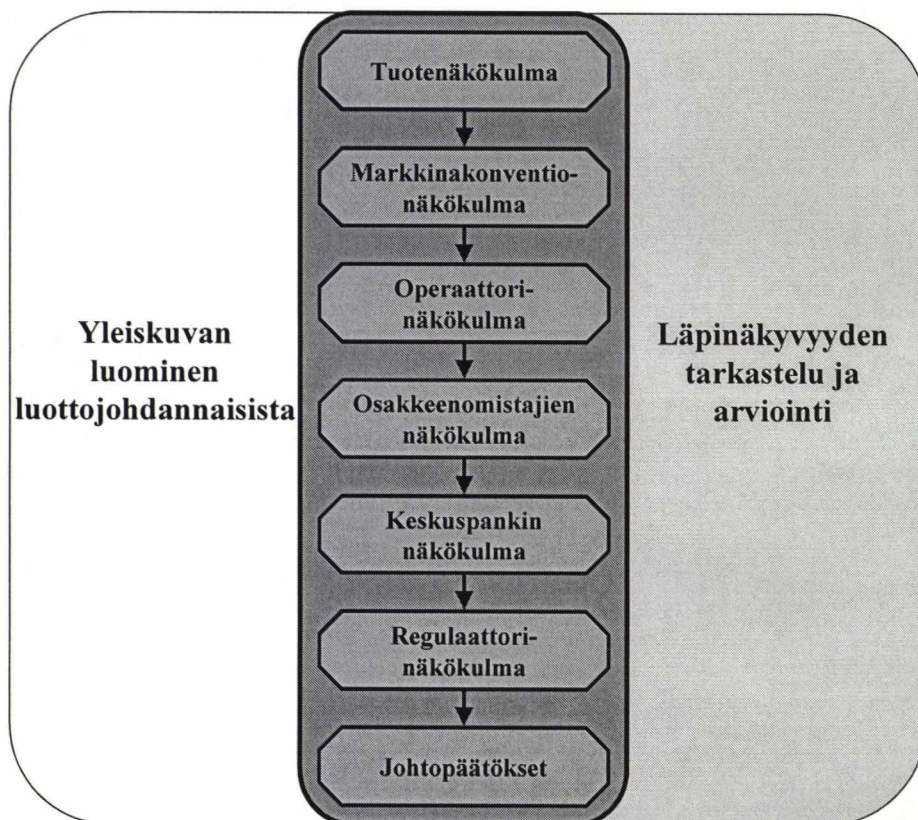 Yleiskuvan
luominen
luottojohdannaisista
Tuotenäkökulma
Markkinakonventio-
näkökulma
Operaattori-
näkökulma
Osakkeenomistajien
näkökulma
Keskuspankin
näkökulma
Regulaattori-
näkökulma
Johtopäätökset
Läpinäkyvyyden
tarkastelu ja
arviointi